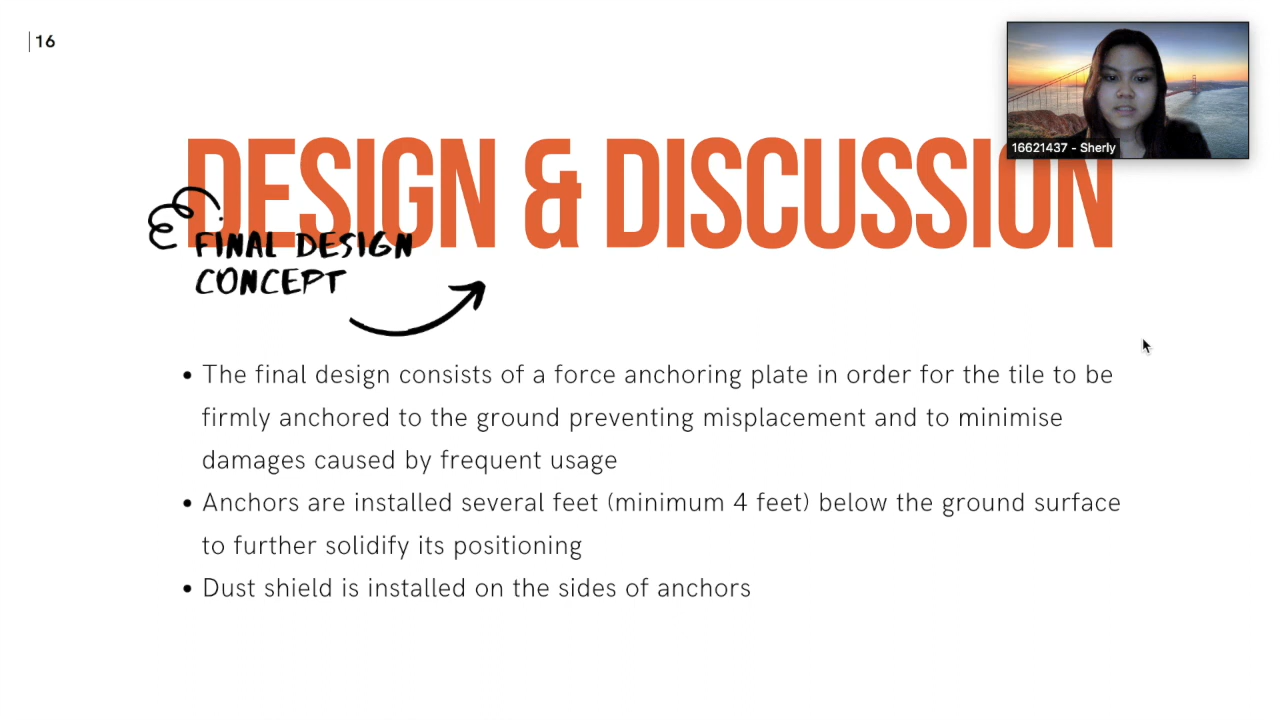 16
16621437 - Sherly
DESIGN & DISCUSSION
FINAL DESIGN
CONCEPT
• The final design consists of a force anchoring plate in order for the tile to be
firmly anchored to the ground preventing misplacement and to minimise
damages caused by frequent usage
• Anchors are installed several feet (minimum 4 feet) below the ground surface
to further solidify its positioning
• Dust shield is installed on the sides of anchors